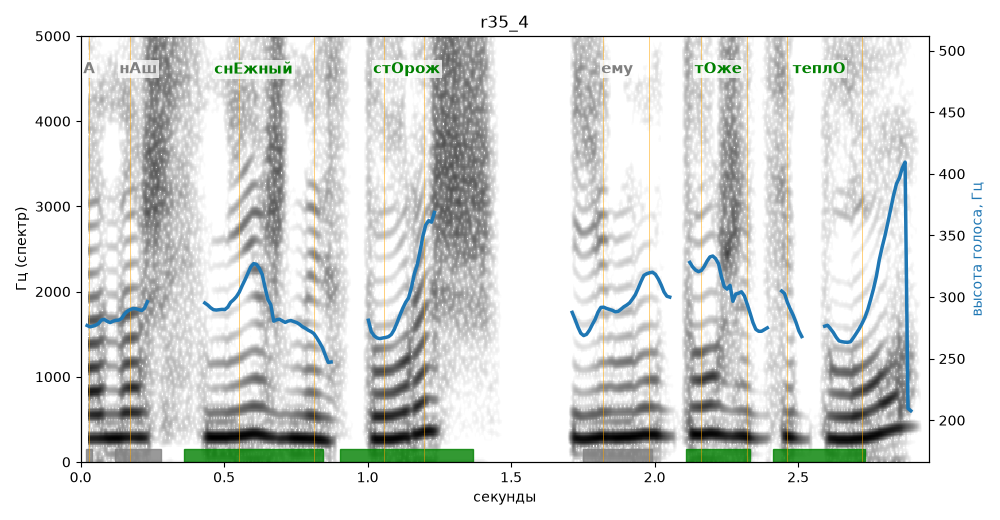 r35_4
А нАш снЕжный стОрож ему тОже теплО
5000
4000
3000
2000
1000
0
Гц (спектр)
500
450
400
350
300
250
200
высота голоса, Гц
0.0 0.5 1.0 1.5 2.0 2.5
секунды